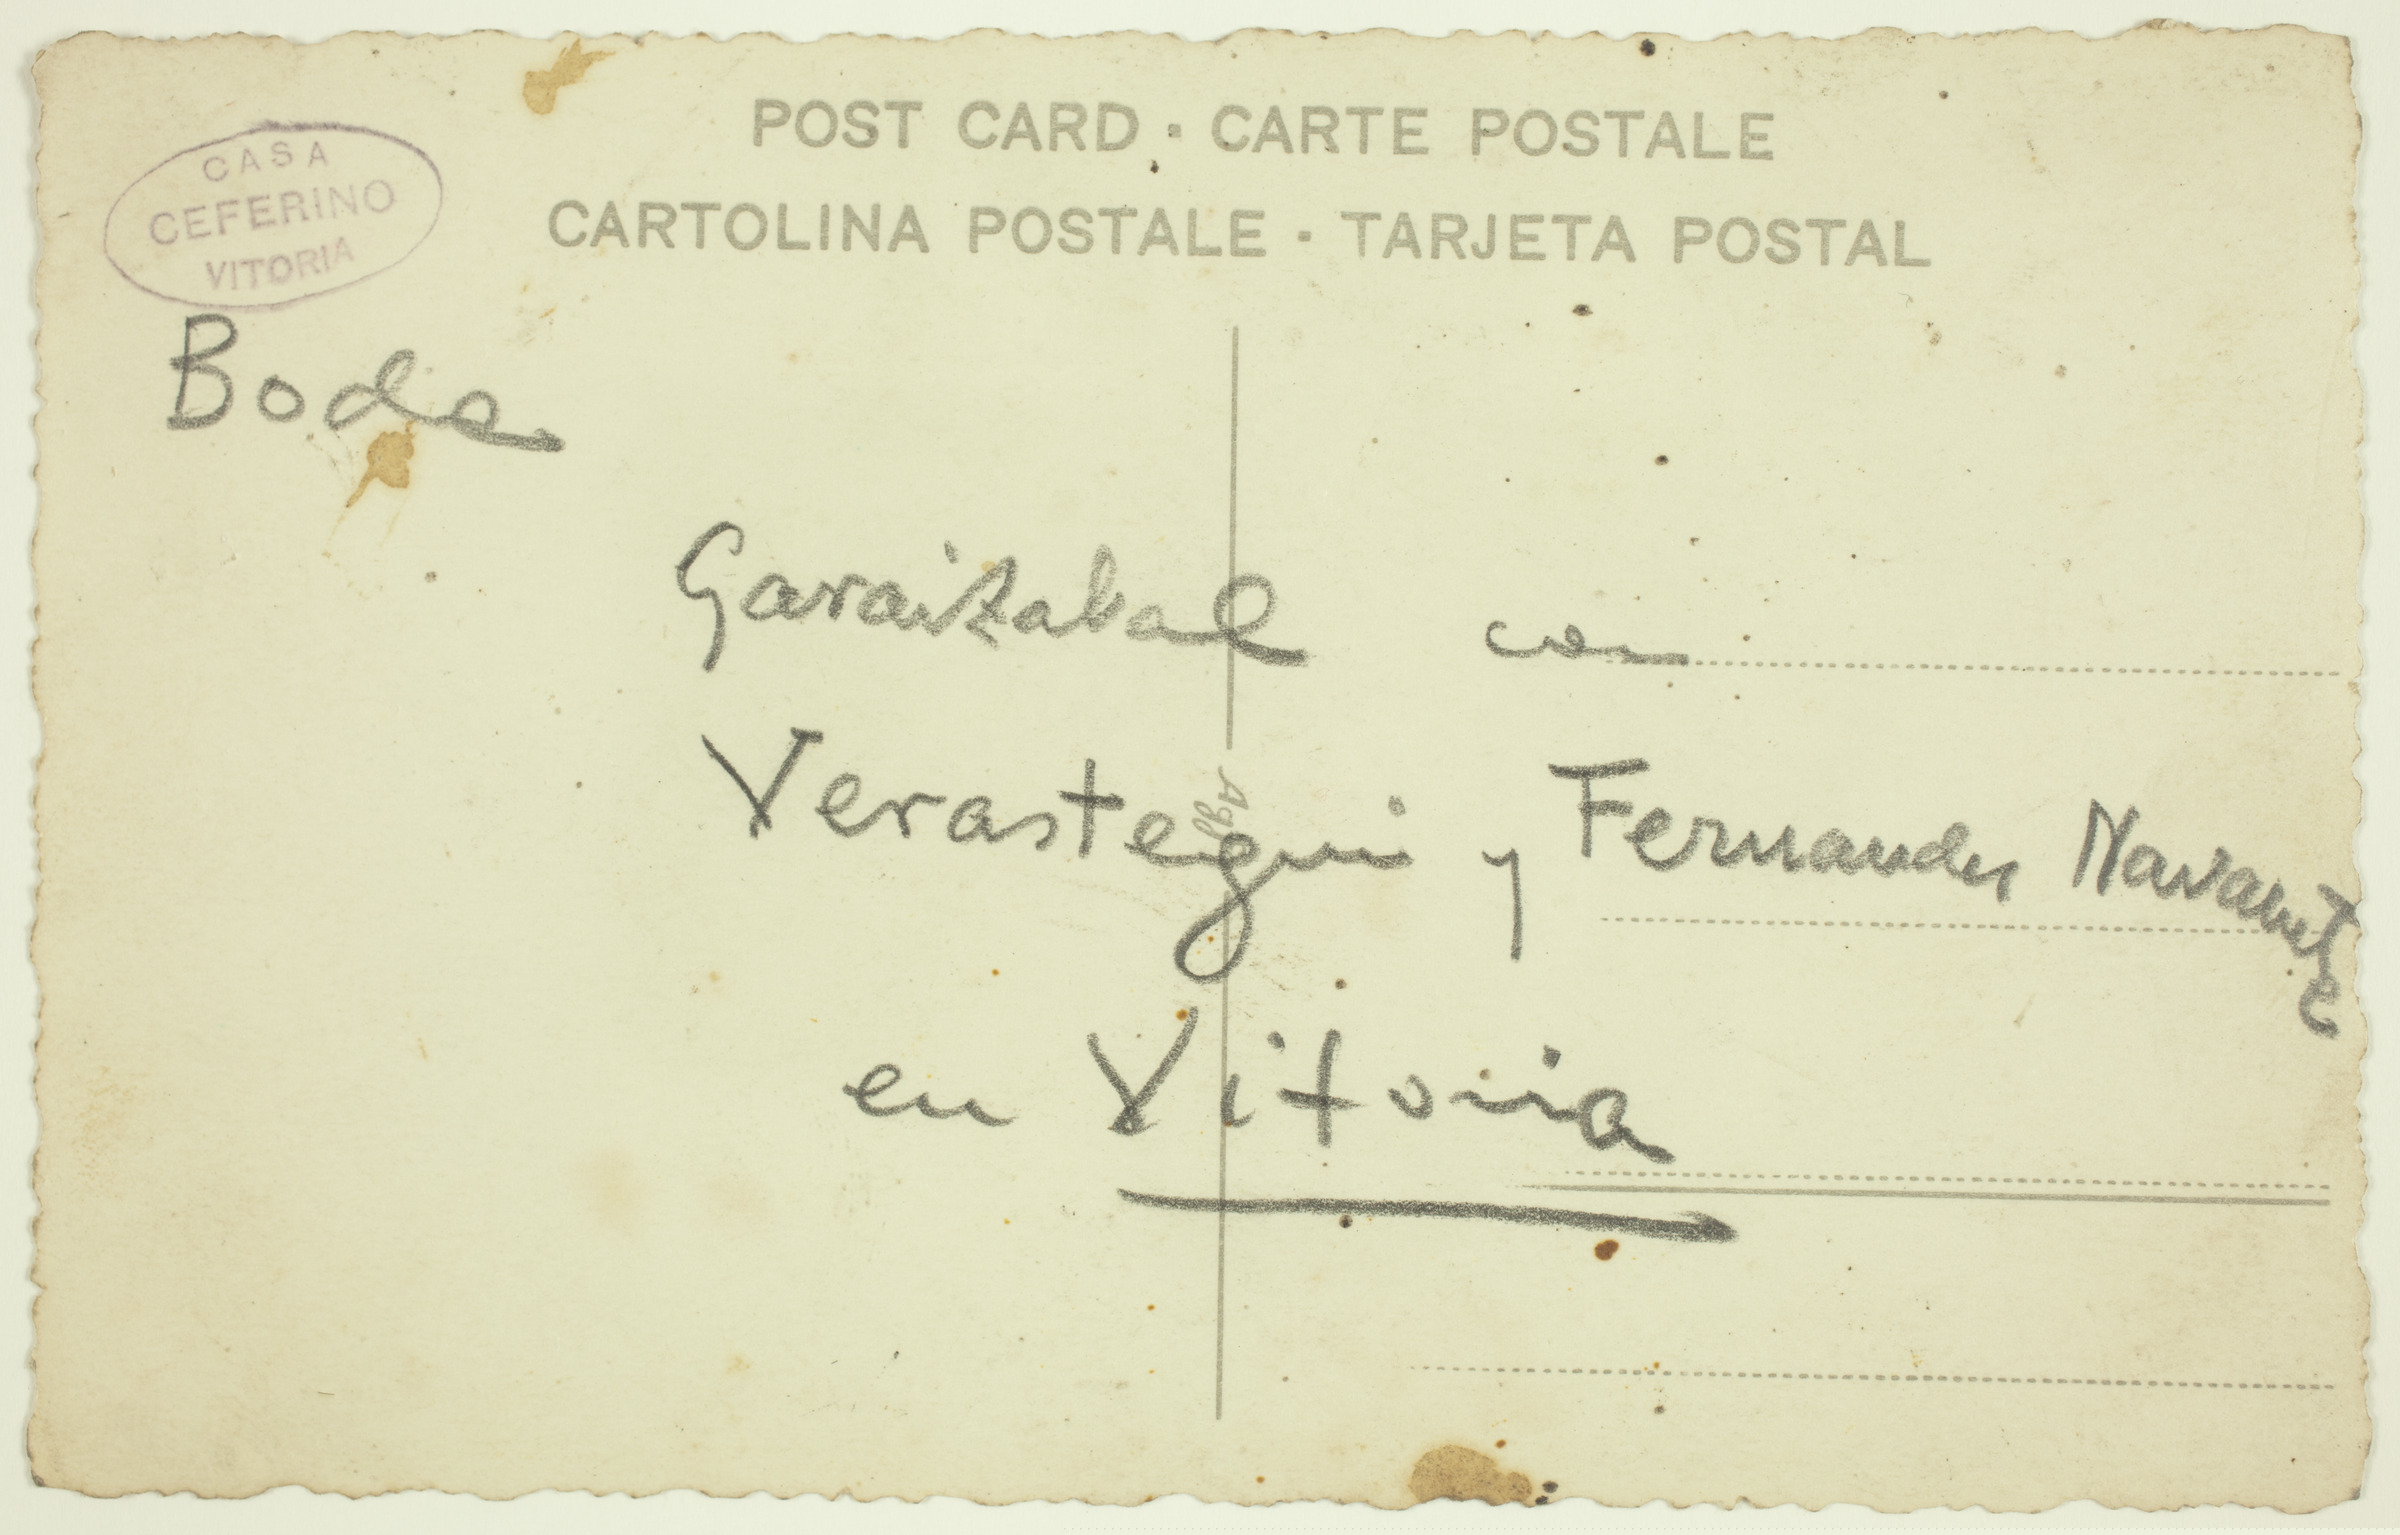 POST CARD · CARTE POSTALE
CARTOLINA POSTALE · TARJETA POSTAL
CASA
CEFERINO
VITORIA
Boda
Garaizabal con
Verastegui y Fernandez Navarrete
en Vitoria